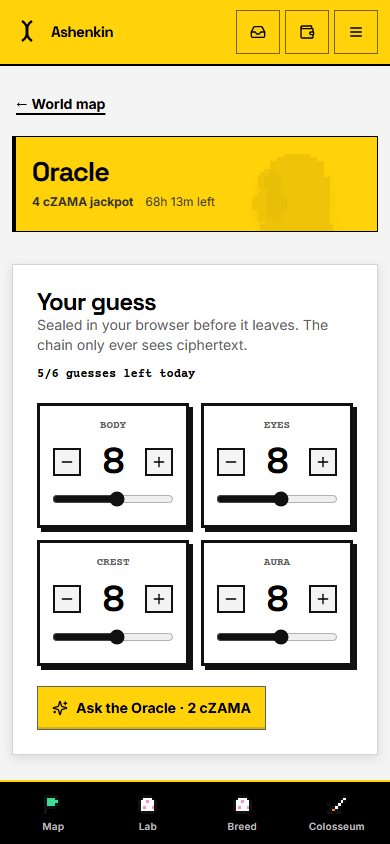 Ashenkin
← World map
Oracle
4 cZAMA jackpot 68h 13m left
Your guess
Sealed in your browser before it leaves. The
chain only ever sees ciphertext.
5/6 guesses left today
BODY EYES
− 8 + − 8 +
CREST AURA
− 8 + − 8 +
Ask the Oracle · 2 cZAMA
Map Lab Breed Colosseum